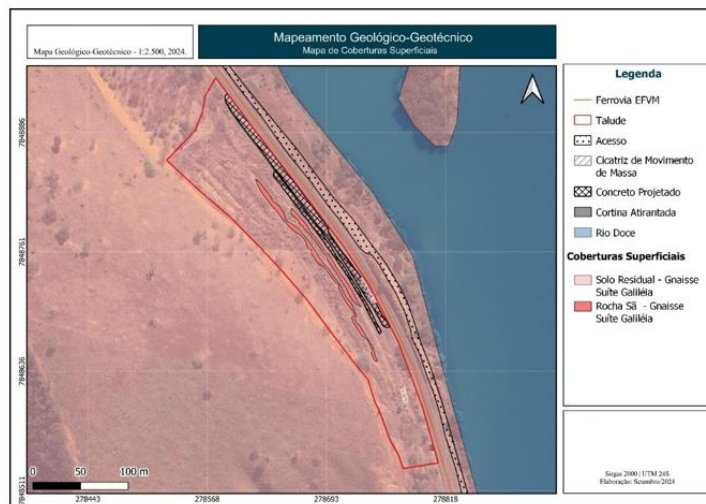 Mapa Geológico-Geotécnico - 1:2.500, 2024.
Mapeamento Geológico-Geotécnico
Mapa de Coberturas Superficiais
Legenda
Ferrovia EFVM
Talude
Acesso
Cicatriz de Movimento
de Massa
Concreto Projetado
Cortina Atirantada
Rio Doce
Coberturas Superficiais
Solo Residual - Gnaisse
Suíte Galiléia
Rocha Sã - Gnaisse
Suíte Galiléia
7848886
7848761
7848636
7848511
0 50 100 m
278443 278568 278693 278818
Sirgas 2000 | UTM 24S
Elaboração: Setembro/2024